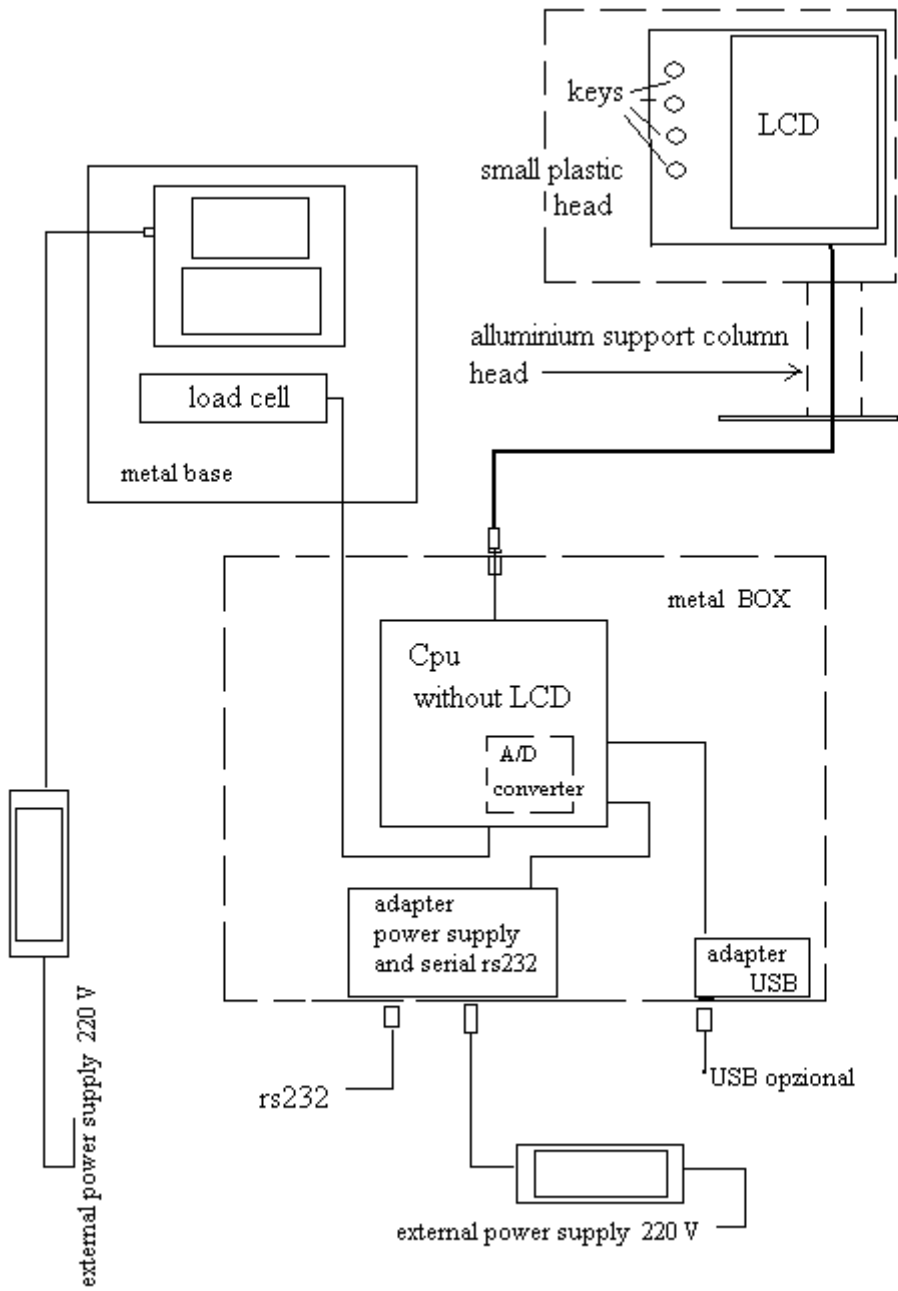 keys
LCD
small plastic
head
alluminium support column
head
load cell
metal base
metal BOX
Cpu
without LCD
A/D
converter
adapter
power supply
and serial rs232
adapter
USB
rs232
USB opzional
external power supply 220 V
external power supply 220 V